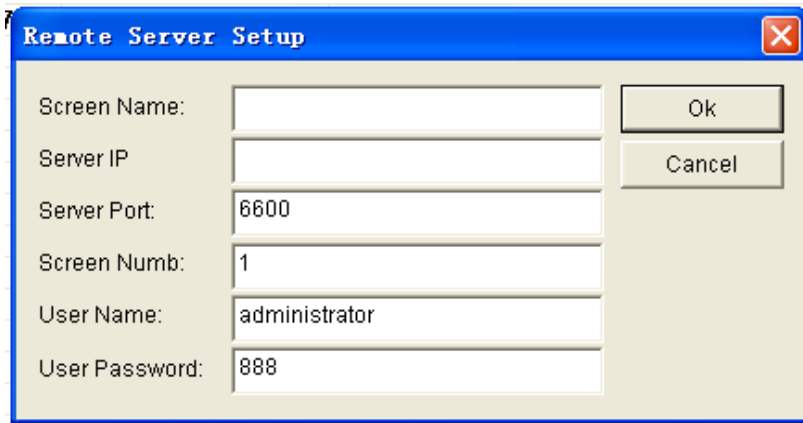 Remote Server Setup
Screen Name:
Ok
Server IP
Cancel
Server Port: 6600
Screen Numb: 1
User Name: administrator
User Password: 888